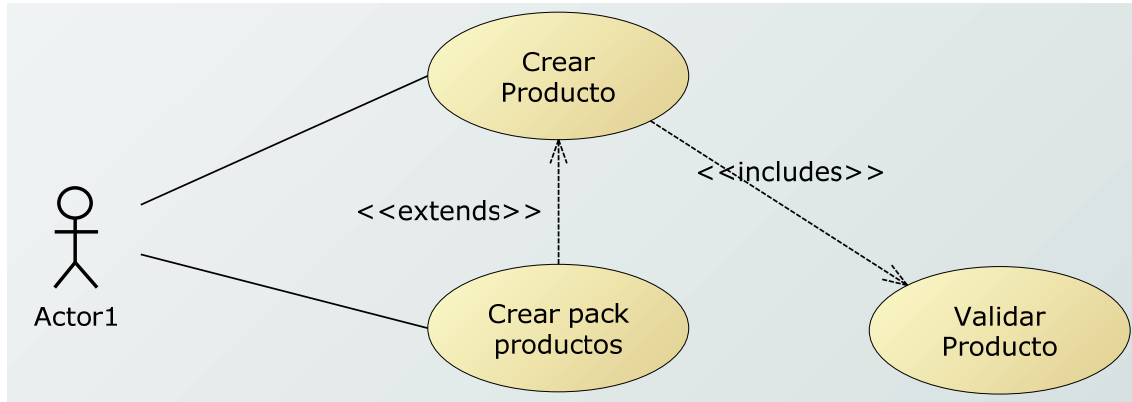 Crear
Producto
<<includes>>
<<extends>>
Actor1
Crear pack
productos
Validar
Producto